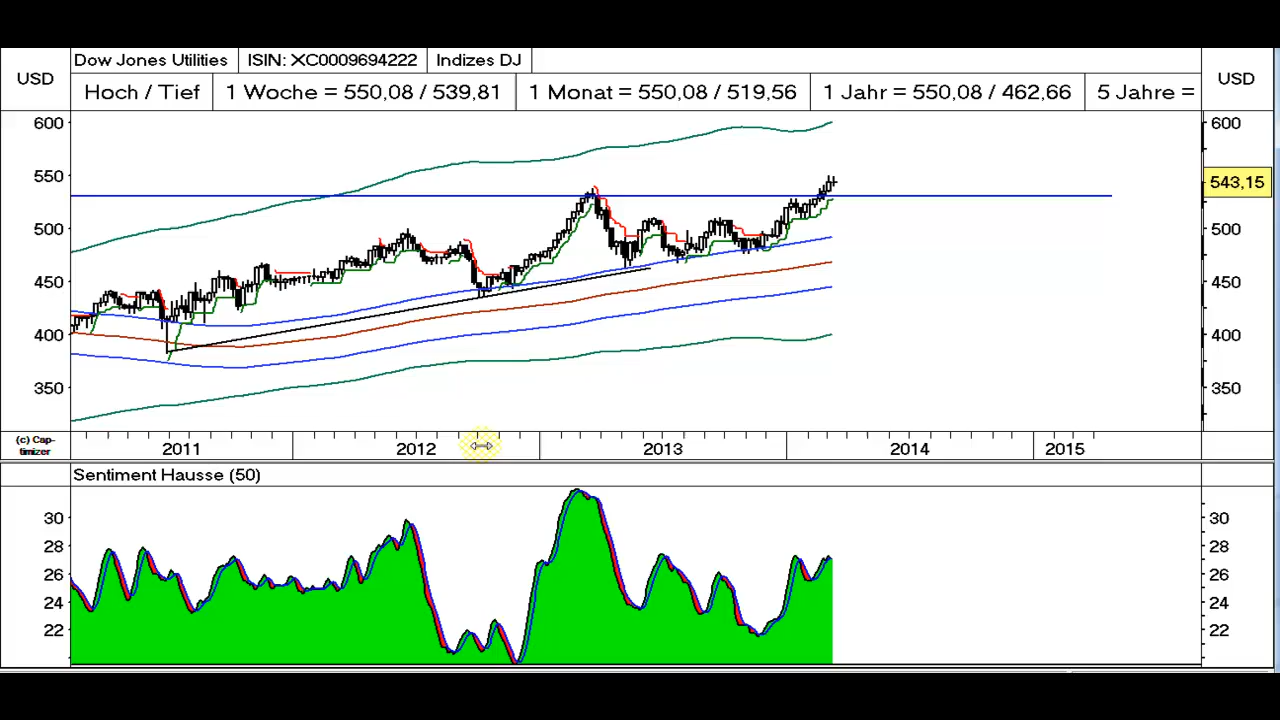 Dow Jones Utilities ISIN: XC0009694222 Indizes DJ
USD USD
Hoch / Tief 1 Woche = 550,08 / 539,81 1 Monat = 550,08 / 519,56 1 Jahr = 550,08 / 462,66 5 Jahre =
600 600
550 543,15
500 500
450 450
400 400
350 350
(c) Cap-
timizer
2011 2012 2013 2014 2015
Sentiment Hausse (50)
30 30
28 28
26 26
24 24
22 22